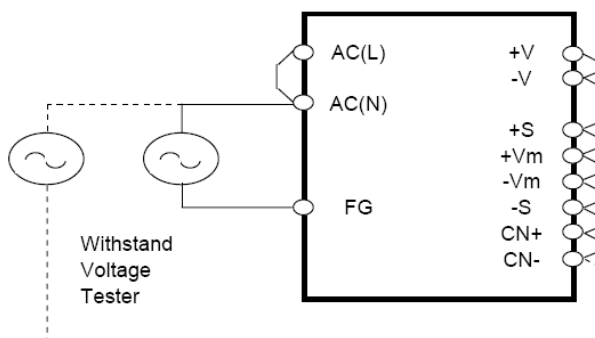 AC(L)
AC(N)
FG
+V
-V
+S
+Vm
-Vm
-S
CN+
CN-
Withstand
Voltage
Tester